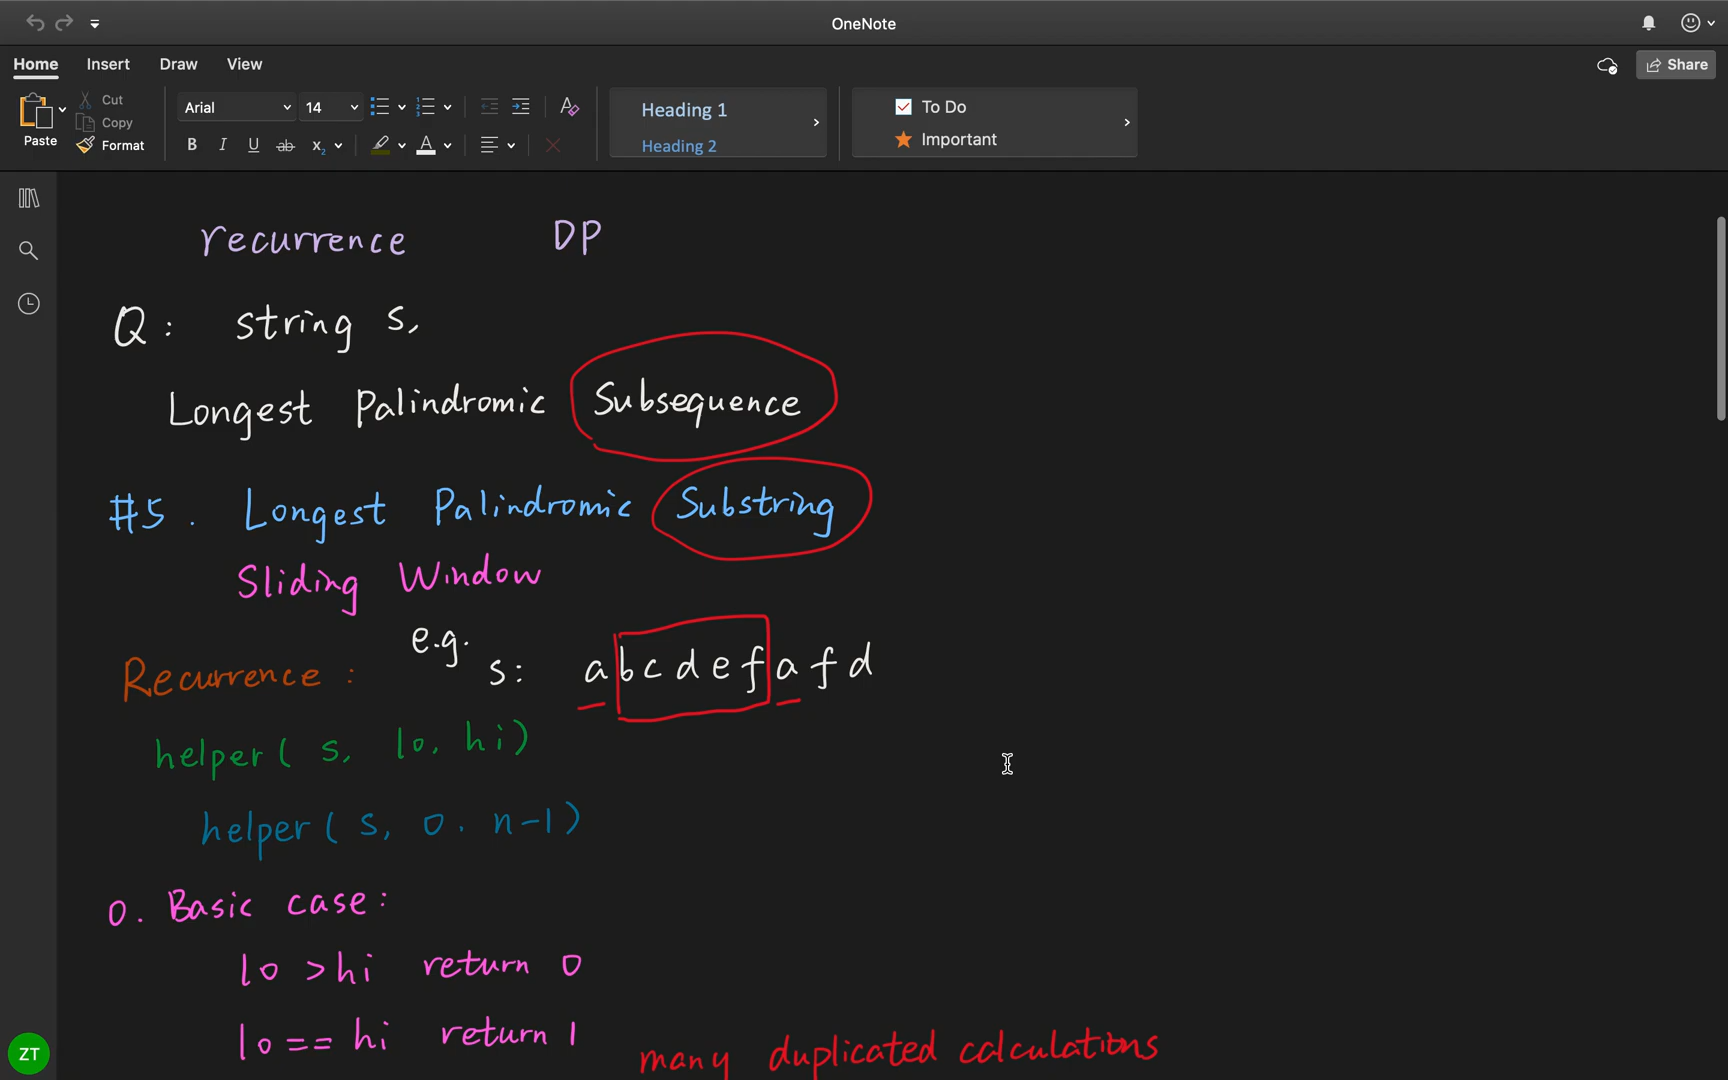 OneNote
Home Insert Draw View
Share
Paste
Cut
Copy
Format
Arial 14
B I U ab x₂ A
Heading 1
Heading 2
To Do
Important
recurrence DP
Q: string s,
Longest Palindromic Subsequence
#5. Longest Palindromic Substring
Sliding Window
e.g.
Recurrence: s: abcdefafd
helper( s, lo, hi)
helper( s, 0. n-1)
0. Basic case:
lo >hi return 0
lo == hi return 1
many duplicated calculations
ZT